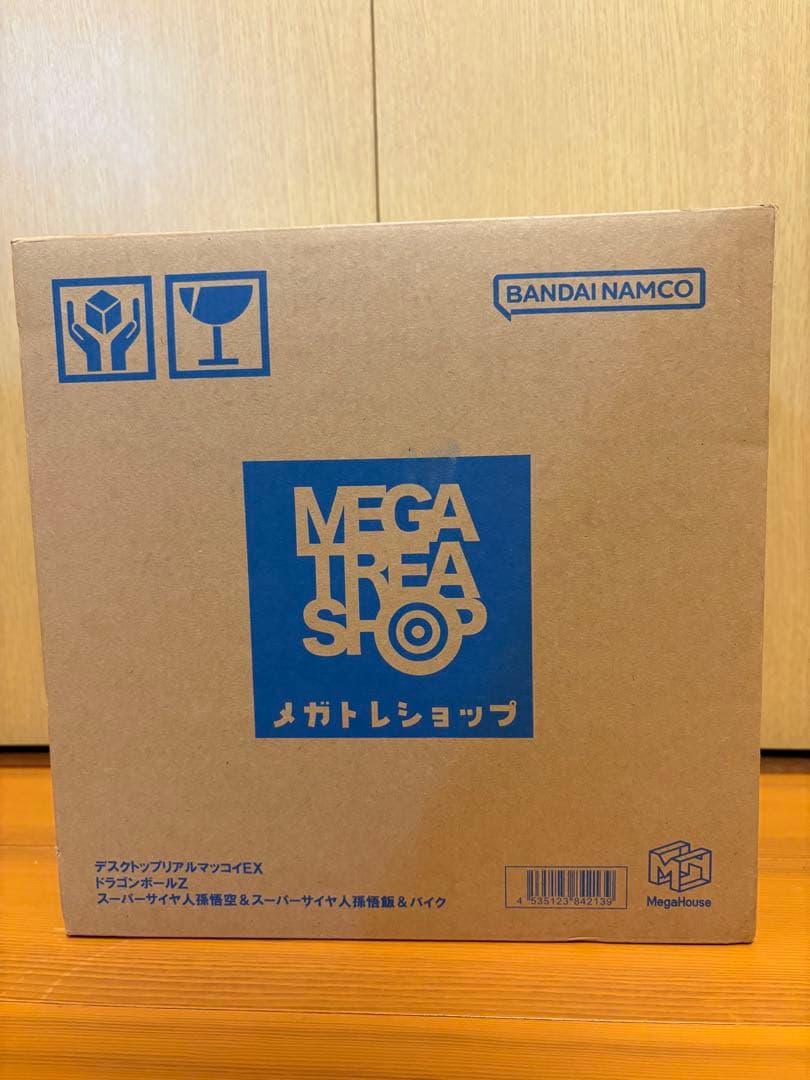 BANDAI NAMCO
MEGA
TREA
SHOP
メガトレショップ
デスクトップリアルマッコイEX
ドラゴンボールZ
スーパーサイヤ人孫悟空&スーパーサイヤ人孫悟飯&バイク
4 535123 842139
MH
MegaHouse